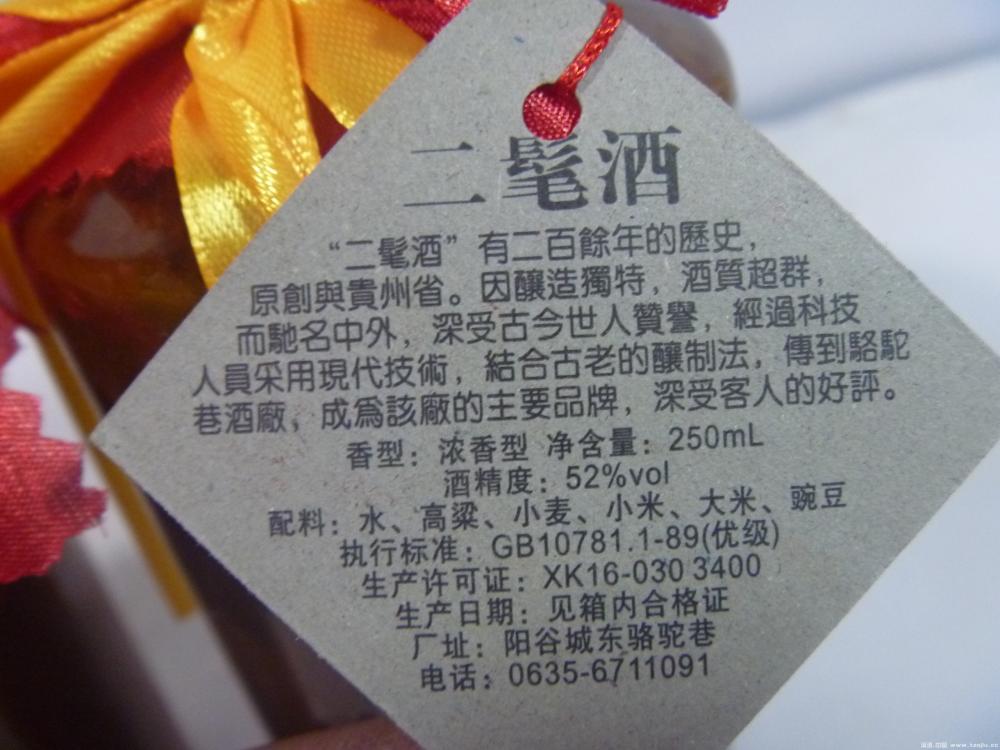 二髦酒
“二髦酒”有二百餘年的歷史，
原創與貴州省。因釀造獨特，酒質超群，
而馳名中外，深受古今世人贊譽，經過科技
人員采用現代技術，結合古老的釀制法，傳到駱駝
巷酒廠，成爲該廠的主要品牌，深受客人的好評。
香型：浓香型 净含量：250mL
酒精度：52%vol
配料：水、高粱、小麦、小米、大米、豌豆
执行标准：GB10781.1-89(优级)
生产许可证：XK16-030 3400
生产日期：见箱内合格证
厂址：阳谷城东骆驼巷
电话：0635-6711091